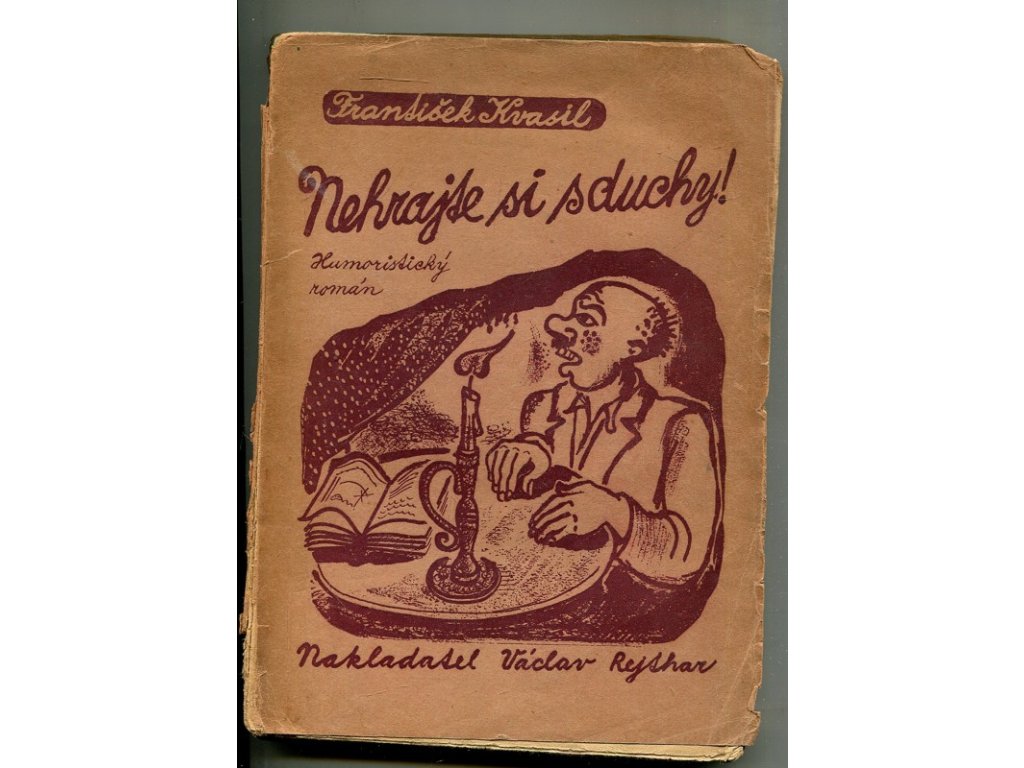 František Kvasil
Nehrajte si s duchy!
Humoristický
román
Nakladatel Václav Rejthar